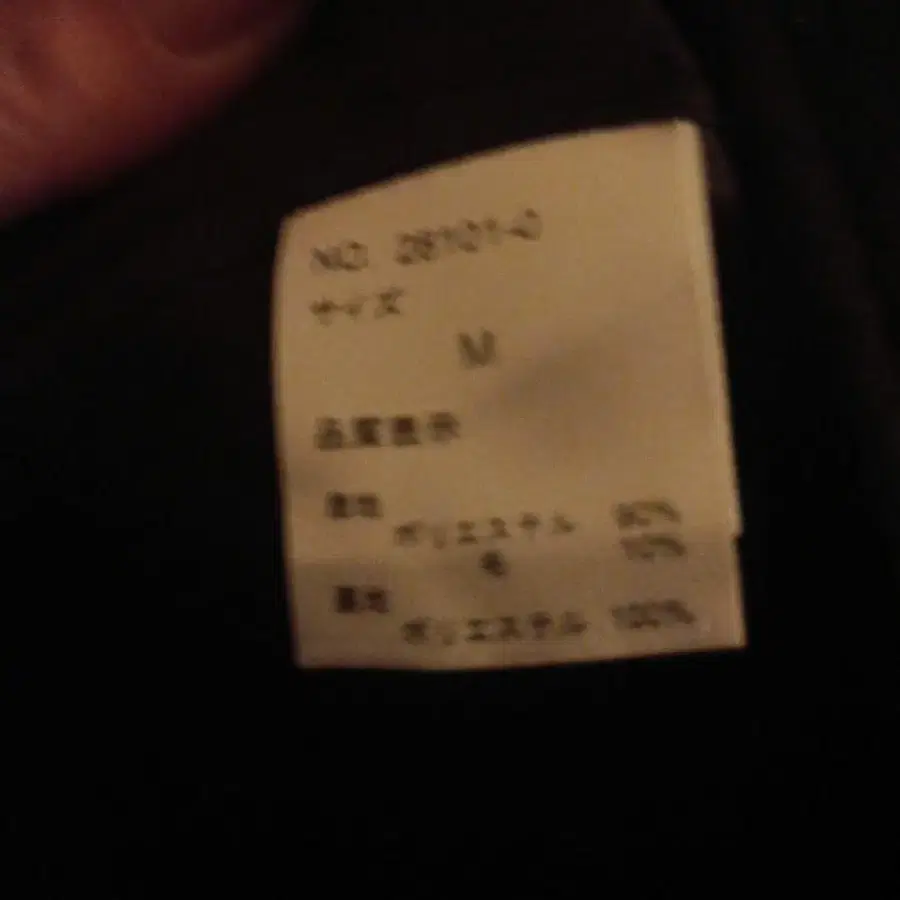 NO. 28101-0
サイズ
M
品質表示
表地
ポリエステル 90%
毛 10%
裏地
ポリエステル 100%